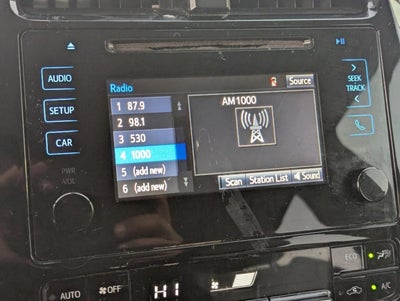 AUDIO
SETUP
CAR
PWR
VOL
Radio
Source
1 87.9
2 98.1
3 530
4 1000
5 (add new)
6 (add new)
AM1000
Scan
Station List
Sound
SEEK
TRACK
ECO
AUTO
OFF
HI
A/C